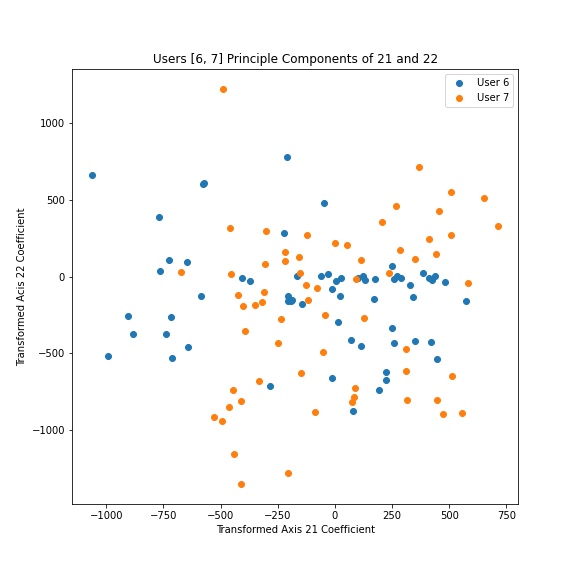 Users [6, 7] Principle Components of 21 and 22
User 6
User 7
Transformed Acis 22 Coefficient
1000
500
0
−500
−1000
−1000 −750 −500 −250 0 250 500 750
Transformed Axis 21 Coefficient